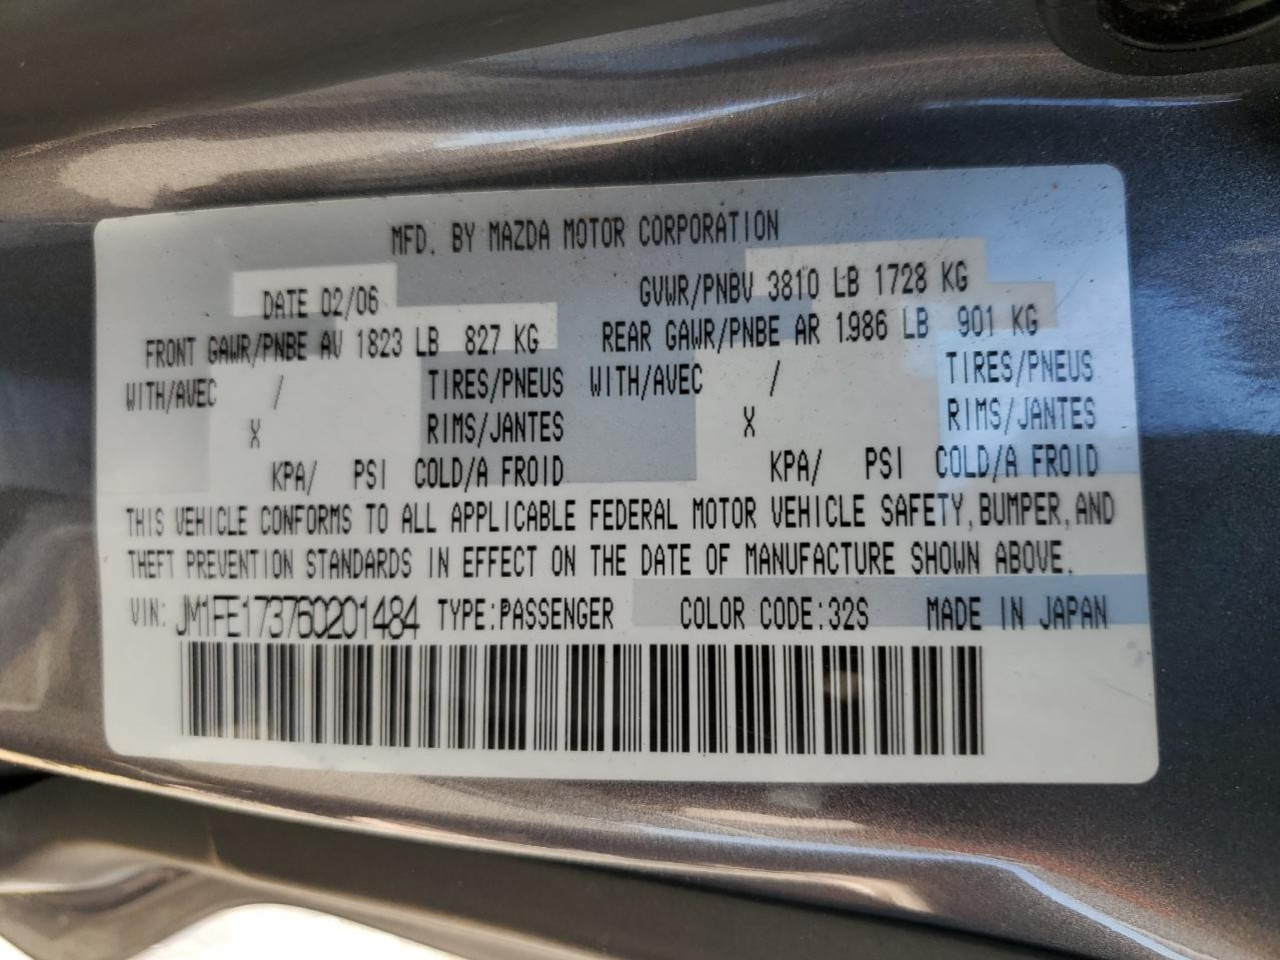 MFD. BY MAZDA MOTOR CORPORATION
DATE 02/06 GVWR/PNBV 3810 LB 1728 KG
FRONT GAWR/PNBE AV 1823 LB 827 KG REAR GAWR/PNBE AR 1986 LB 901 KG
WITH/AVEC / TIRES/PNEUS WITH/AVEC / TIRES/PNEUS
X RIMS/JANTES X RIMS/JANTES
KPA/ PSI COLD/A FROID KPA/ PSI COLD/A FROID
THIS VEHICLE CONFORMS TO ALL APPLICABLE FEDERAL MOTOR VEHICLE SAFETY, BUMPER, AND
THEFT PREVENTION STANDARDS IN EFFECT ON THE DATE OF MANUFACTURE SHOWN ABOVE.
VIN: JM1FE173760201484 TYPE:PASSENGER COLOR CODE:32S MADE IN JAPAN